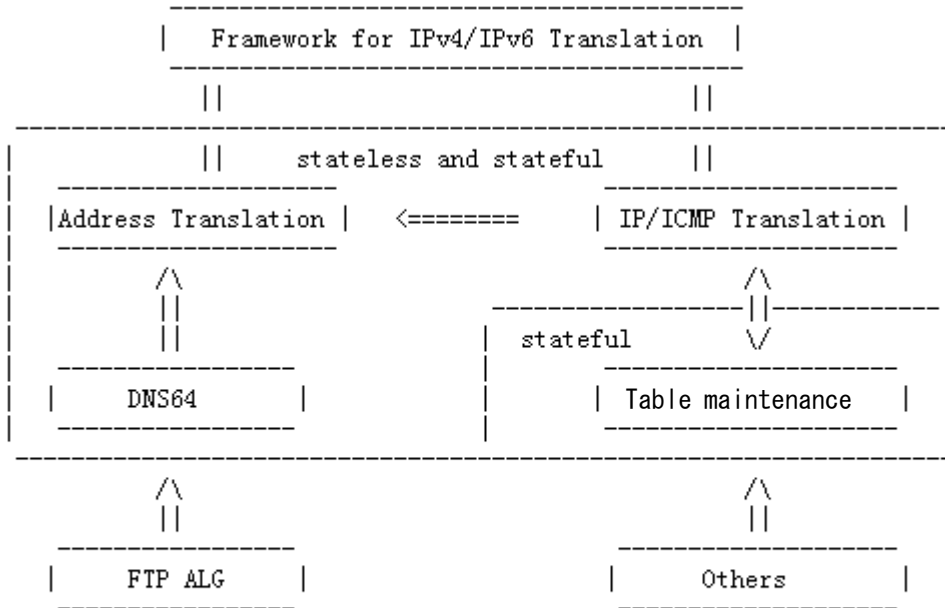 Framework for IPv4/IPv6 Translation
stateless and stateful
Address Translation <======== IP/ICMP Translation
stateful
DNS64 Table maintenance
FTP ALG Others